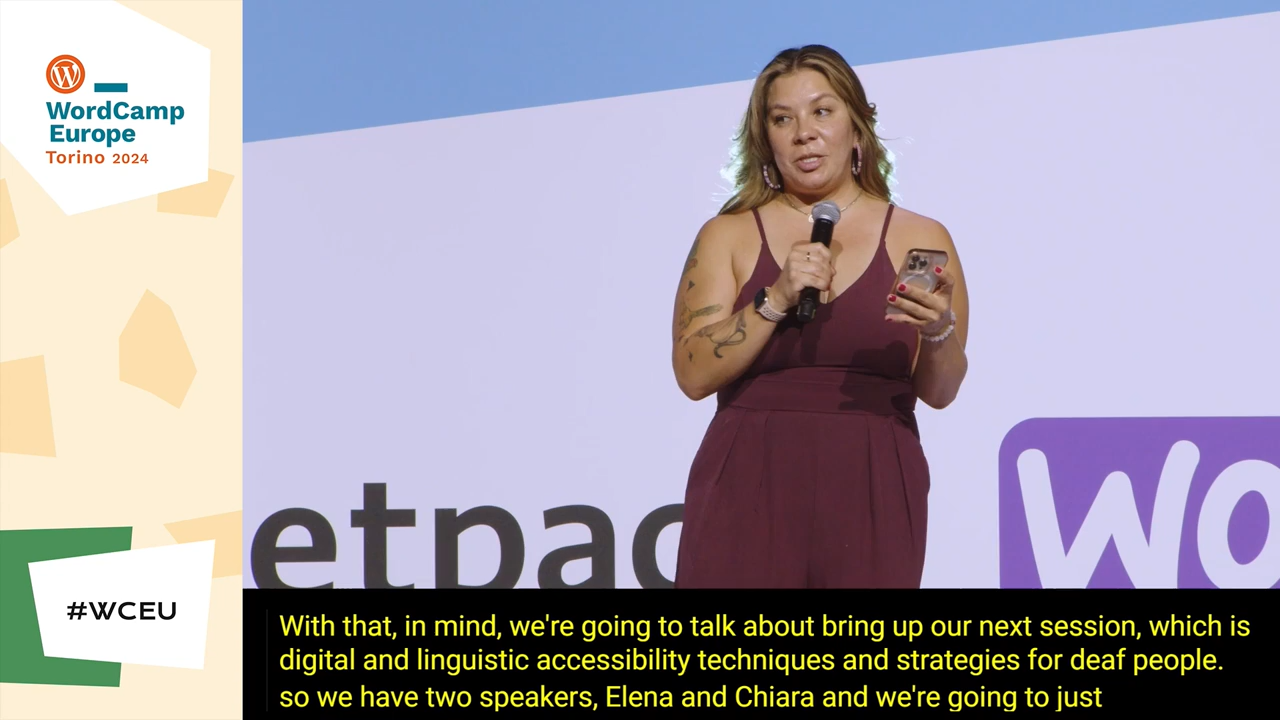 WordCamp
Europe
Torino 2024
etpac
Wo
#WCEU
With that, in mind, we're going to talk about bring up our next session, which is
digital and linguistic accessibility techniques and strategies for deaf people.
so we have two speakers, Elena and Chiara and we're going to just